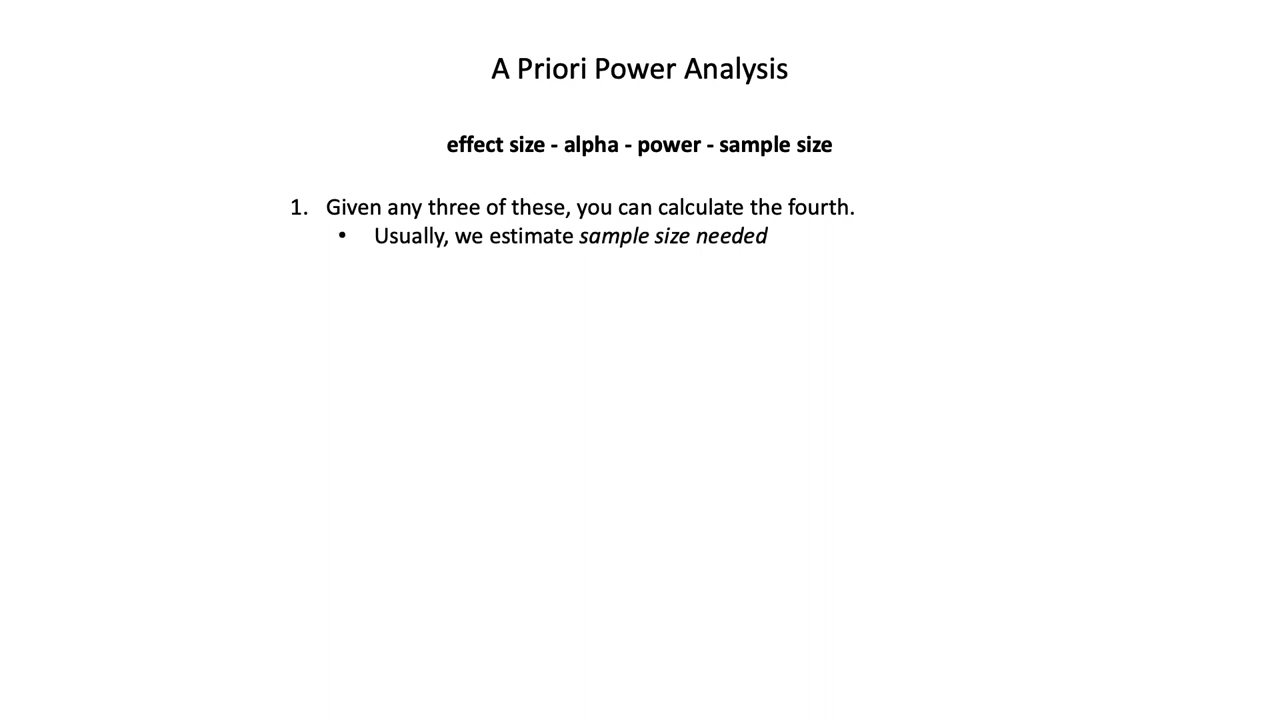 A Priori Power Analysis
effect size - alpha - power - sample size
1. Given any three of these, you can calculate the fourth.
• Usually, we estimate sample size needed